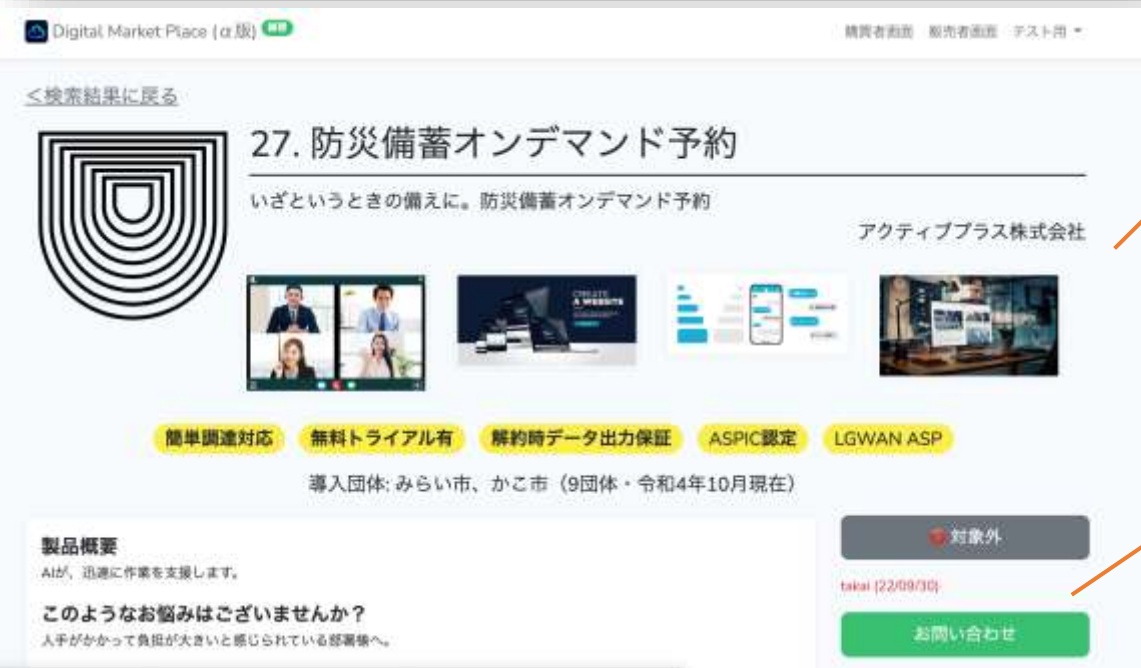 Digital Market Place (α版)
購買者画面 販売者画面 テスト用
＜検索結果に戻る
27. 防災備蓄オンデマンド予約
いざというときの備えに。防災備蓄オンデマンド予約
アクティブプラス株式会社
CREATE
A WEBSITE
簡単調達対応 無料トライアル有 解約時データ出力保証 ASPIC認定 LGWAN ASP
導入団体: みらい市、かこ市（9団体・令和4年10月現在）
製品概要
AIが、迅速に作業を支援します。
対象外
takai (22/09/30)
このようなお悩みはございませんか？
人手がかかって負担が大きいと感じられている部署様へ。
お問い合わせ